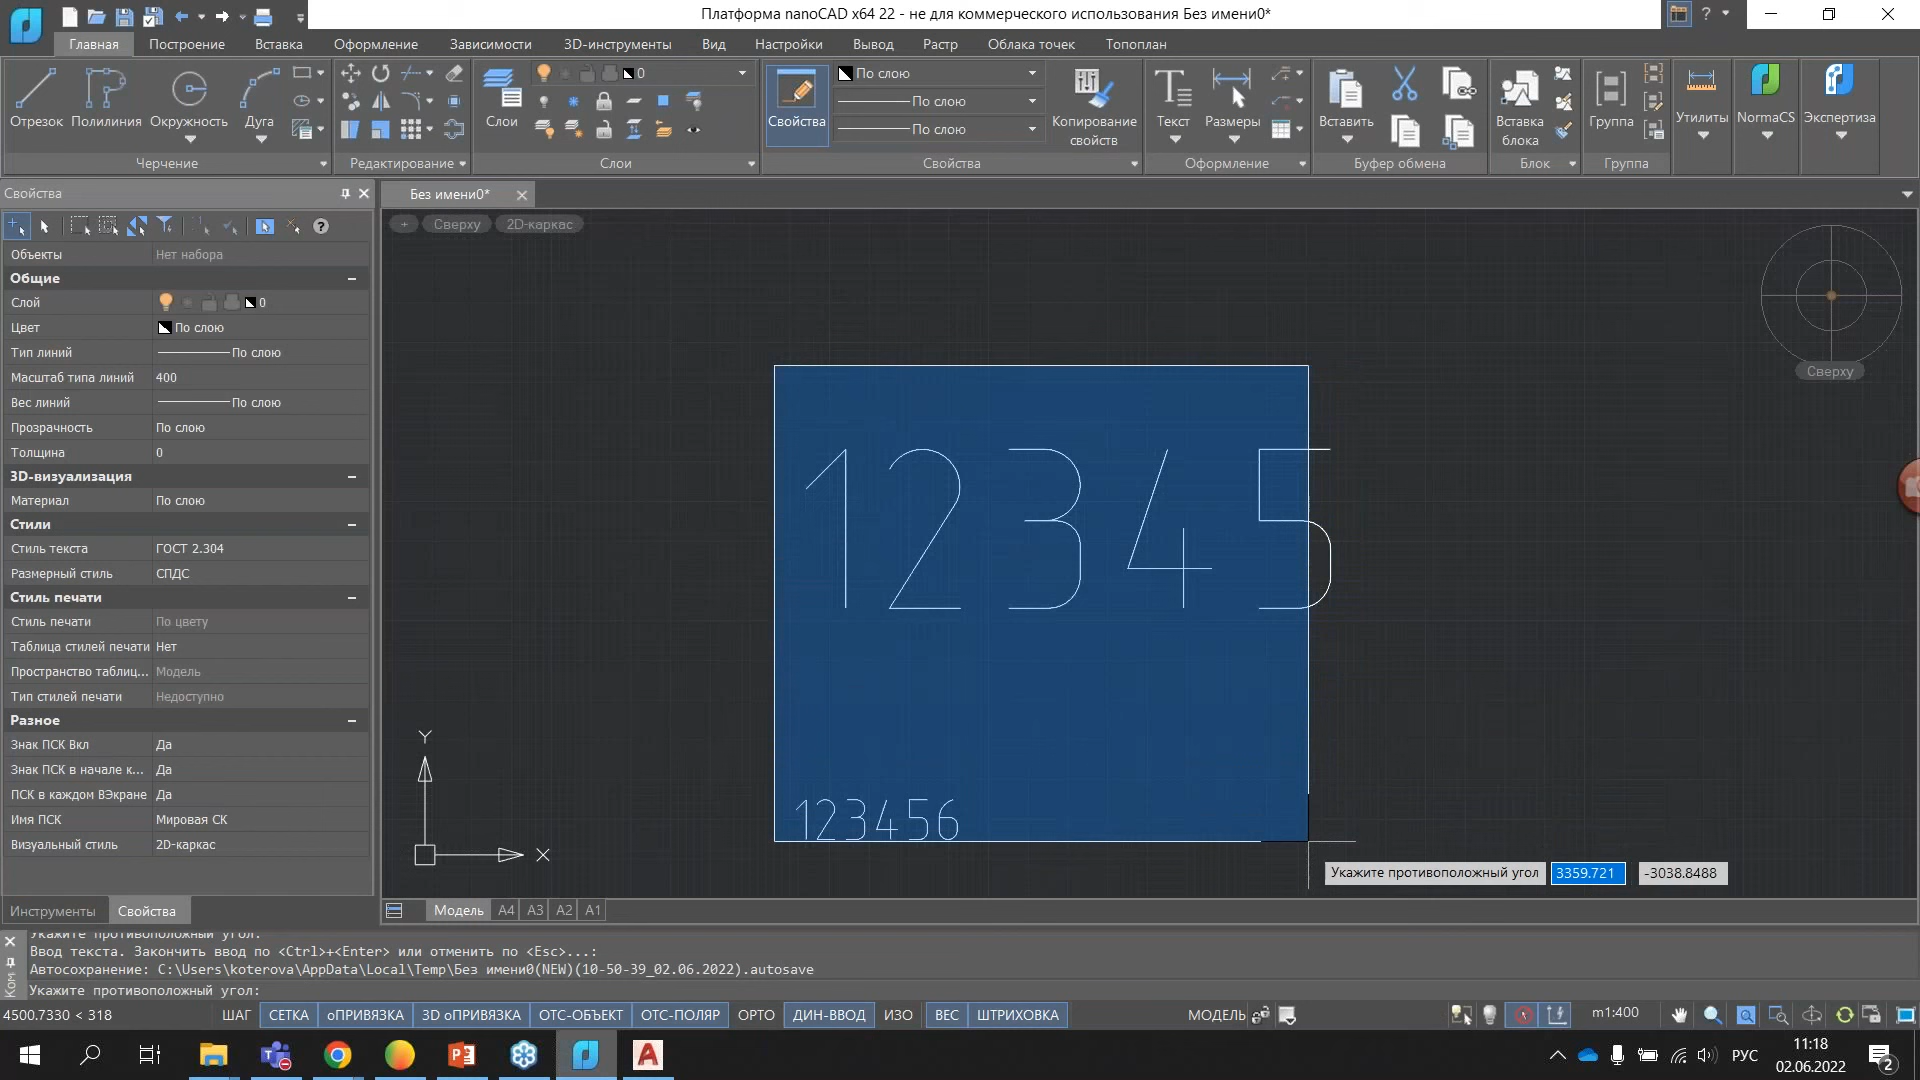 Платформа nanoCAD x64 22 - не для коммерческого использования Без имени0*
Главная Построение Вставка Оформление Зависимости 3D-инструменты Вид Настройки Вывод Растр Облака точек Топоплан
Отрезок Полилиния Окружность Дуга
Черчение
Редактирование
0
Слои
Слои
Свойства
По слою
По слою
По слою
Копирование свойств
Свойства
Текст Размеры
Оформление
Вставить
Буфер обмена
Вставка блока
Блок
Группа
Группа
Утилиты
NormaCS
Экспертиза
Свойства
Без имени0*
+ Сверху 2D-каркас
Объекты Нет набора
Общие
Слой 0
Цвет По слою
Тип линий По слою
Масштаб типа линий 400
Вес линий По слою
Прозрачность По слою
Толщина 0
3D-визуализация
Материал По слою
Стили
Стиль текста ГОСТ 2.304
Размерный стиль СПДС
Стиль печати
Стиль печати По цвету
Таблица стилей печати Нет
Пространство таблиц... Модель
Тип стилей печати Недоступно
Разное
Знак ПСК Вкл Да
Знак ПСК в начале к... Да
ПСК в каждом ВЭкране Да
Имя ПСК Мировая СК
Визуальный стиль 2D-каркас
Инструменты Свойства
Сверху
12345
123456
Y
X
Укажите противоположный угол 3359.721 -3038.8488
Модель A4 A3 A2 A1
Ком
Укажите противоположный угол:
Ввод текста. Закончить ввод по <Ctrl>+<Enter> или отменить по <Esc>...:
Автосохранение: C:\Users\koterova\AppData\Local\Temp\Без имени0(NEW)(10-50-39_02.06.2022).autosave
Укажите противоположный угол:
4500.7330 < 318 ШАГ СЕТКА оПРИВЯЗКА 3D оПРИВЯЗКА ОТС-ОБЪЕКТ ОТС-ПОЛЯР ОРТО ДИН-ВВОД ИЗО ВЕС ШТРИХОВКА МОДЕЛЬ m1:400
РУС
11:18
02.06.2022
2